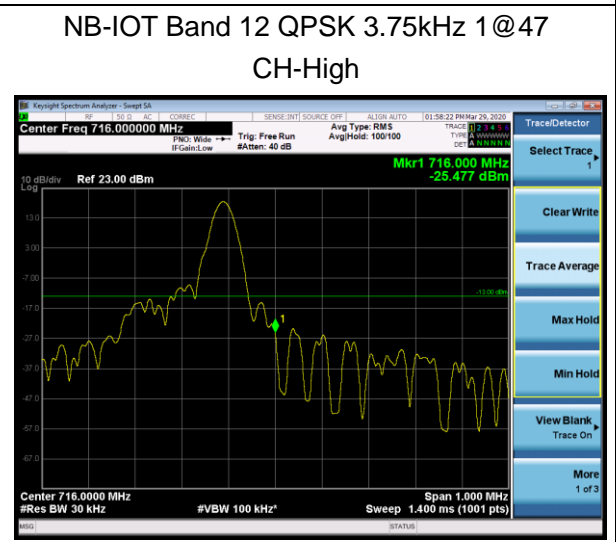 NB-IOT Band 12 QPSK 3.75kHz 1@47
CH-High
Keysight Spectrum Analyzer - Swept SA
RF 50 Ω AC CORREC SENSE:INT SOURCE OFF ALIGN AUTO 01:58:22 PM Mar 29, 2020
Center Freq 716.000000 MHz
PNO: Wide
IFGain:Low
Trig: Free Run
#Atten: 40 dB
Avg Type: RMS
Avg|Hold: 100/100
TRACE 1 2 3 4 5 6
TYPE A WWWWW
DET A N N N N N
Mkr1 716.000 MHz
-25.477 dBm
10 dB/div Ref 23.00 dBm
Log
13.0
3.00
-7.00
-13.00 dBm
-17.0
1
-27.0
-37.0
-47.0
-57.0
-67.0
Center 716.0000 MHz Span 1.000 MHz
#Res BW 30 kHz #VBW 100 kHz* Sweep 1.400 ms (1001 pts)
MSG STATUS
Trace/Detector
Select Trace
1
Clear Write
Trace Average
Max Hold
Min Hold
View Blank
Trace On
More
1 of 3